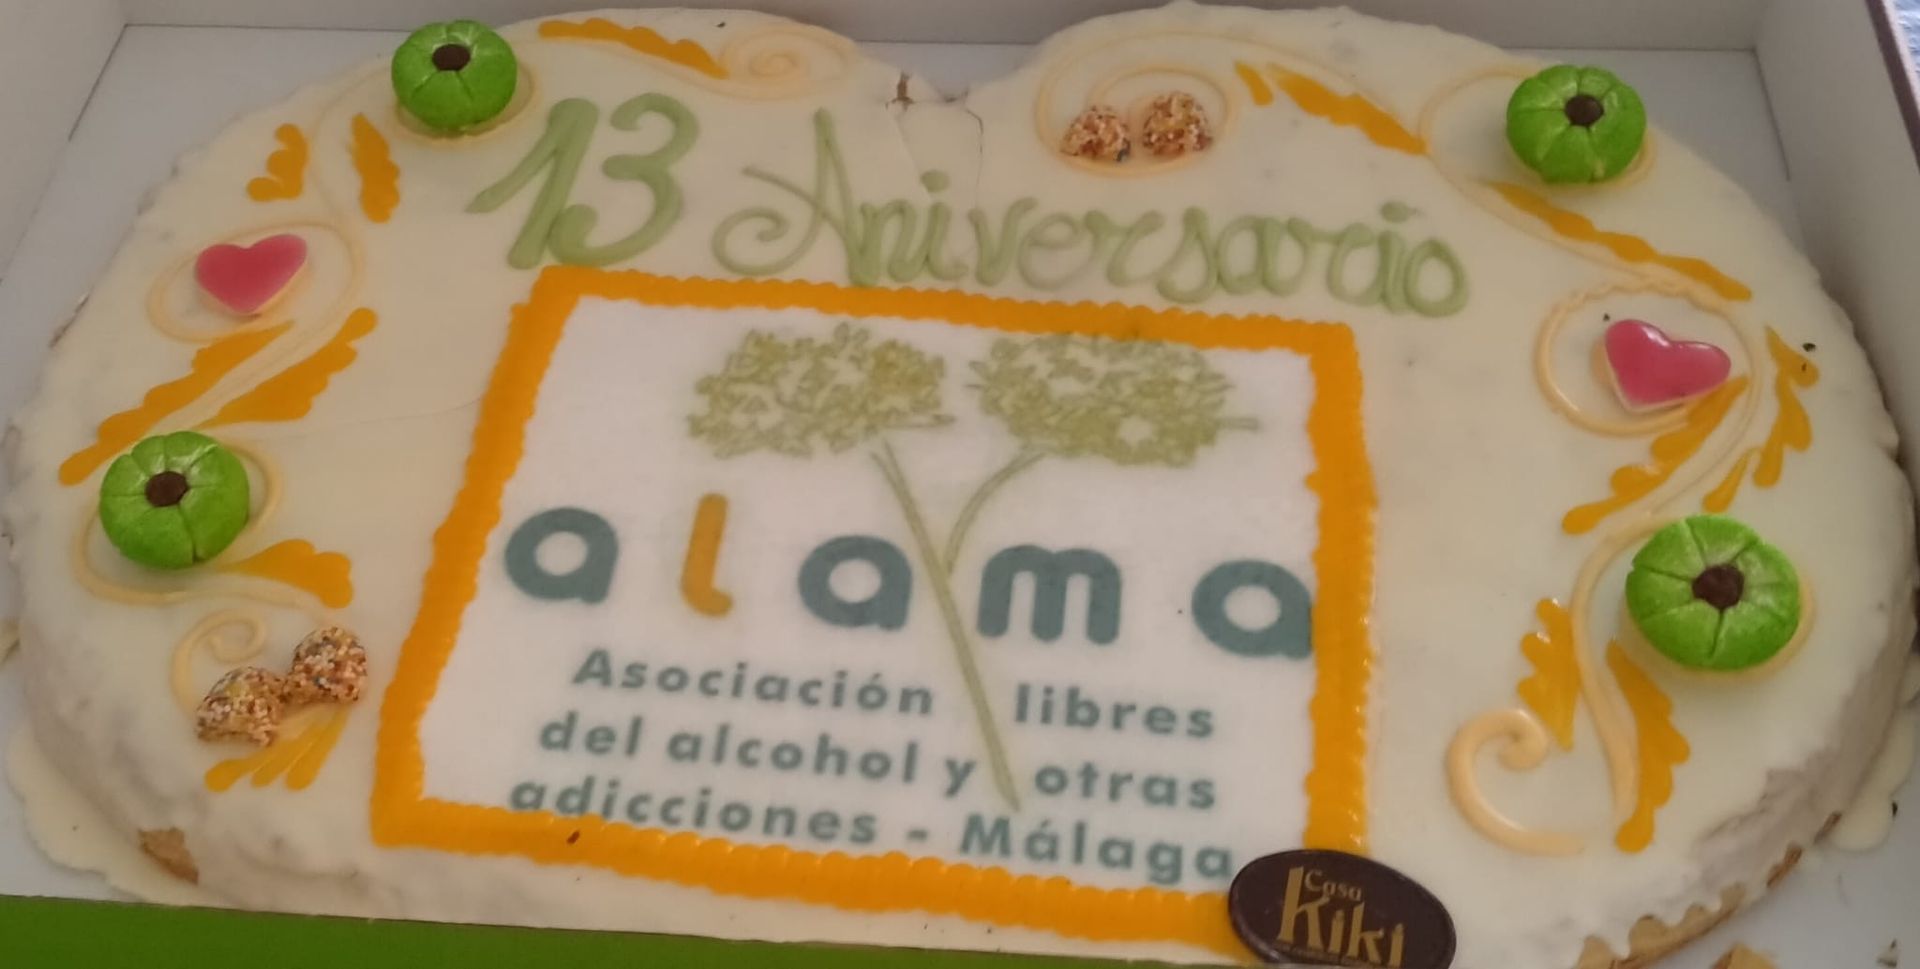 13 Aniversario
alama
Asociación libres
del alcohol y otras
adicciones - Málaga
Casa
Kiki